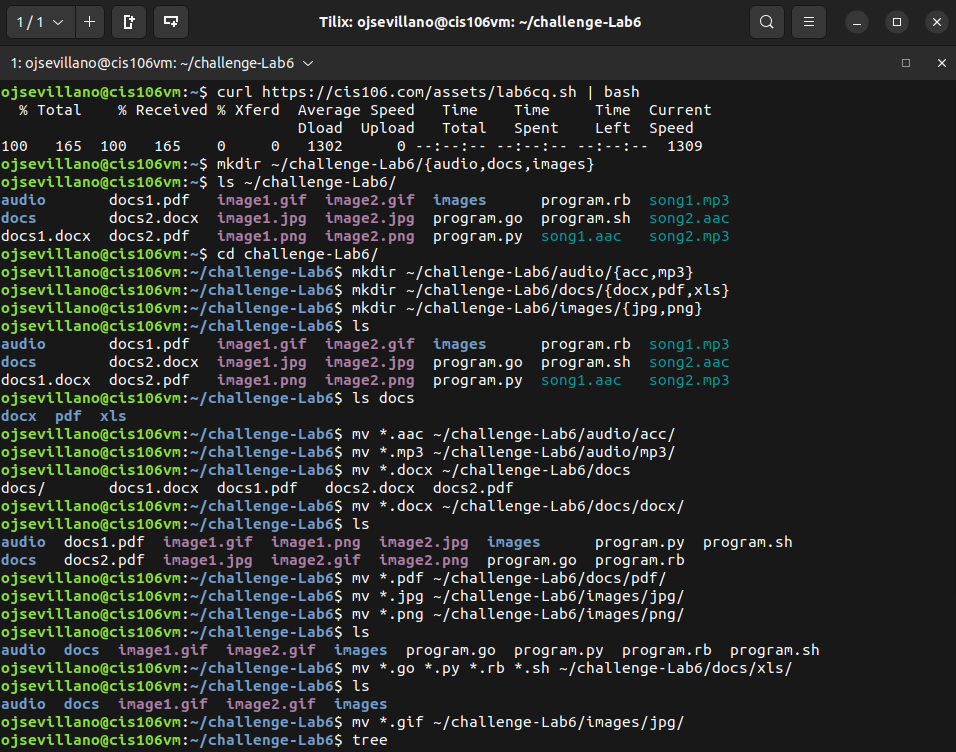 1 / 1
Tilix: ojsevillano@cis106vm: ~/challenge-Lab6
1: ojsevillano@cis106vm: ~/challenge-Lab6
ojsevillano@cis106vm:~$ curl https://cis106.com/assets/lab6cq.sh | bash
  % Total    % Received % Xferd  Average Speed   Time    Time     Time  Current
                                 Dload  Upload   Total   Spent    Left  Speed
100   165  100   165    0     0   1302      0 --:--:-- --:--:-- --:--:--  1309
ojsevillano@cis106vm:~$ mkdir ~/challenge-Lab6/{audio,docs,images}
ojsevillano@cis106vm:~$ ls ~/challenge-Lab6/
audio       docs1.pdf   image1.gif  image2.gif  images      program.rb  song1.mp3
docs        docs2.docx  image1.jpg  image2.jpg  program.go  program.sh  song2.aac
docs1.docx  docs2.pdf   image1.png  image2.png  program.py  song1.aac   song2.mp3
ojsevillano@cis106vm:~$ cd challenge-Lab6/
ojsevillano@cis106vm:~/challenge-Lab6$ mkdir ~/challenge-Lab6/audio/{acc,mp3}
ojsevillano@cis106vm:~/challenge-Lab6$ mkdir ~/challenge-Lab6/docs/{docx,pdf,xls}
ojsevillano@cis106vm:~/challenge-Lab6$ mkdir ~/challenge-Lab6/images/{jpg,png}
ojsevillano@cis106vm:~/challenge-Lab6$ ls
audio       docs1.pdf   image1.gif  image2.gif  images      program.rb  song1.mp3
docs        docs2.docx  image1.jpg  image2.jpg  program.go  program.sh  song2.aac
docs1.docx  docs2.pdf   image1.png  image2.png  program.py  song1.aac   song2.mp3
ojsevillano@cis106vm:~/challenge-Lab6$ ls docs
docx  pdf  xls
ojsevillano@cis106vm:~/challenge-Lab6$ mv *.aac ~/challenge-Lab6/audio/acc/
ojsevillano@cis106vm:~/challenge-Lab6$ mv *.mp3 ~/challenge-Lab6/audio/mp3/
ojsevillano@cis106vm:~/challenge-Lab6$ mv *.docx ~/challenge-Lab6/docs
docs/       docs1.docx  docs1.pdf   docs2.docx  docs2.pdf
ojsevillano@cis106vm:~/challenge-Lab6$ mv *.docx ~/challenge-Lab6/docs/docx/
ojsevillano@cis106vm:~/challenge-Lab6$ ls
audio  docs1.pdf  image1.gif  image1.png  image2.jpg  images      program.py  program.sh
docs   docs2.pdf  image1.jpg  image2.gif  image2.png  program.go  program.rb
ojsevillano@cis106vm:~/challenge-Lab6$ mv *.pdf ~/challenge-Lab6/docs/pdf/
ojsevillano@cis106vm:~/challenge-Lab6$ mv *.jpg ~/challenge-Lab6/images/jpg/
ojsevillano@cis106vm:~/challenge-Lab6$ mv *.png ~/challenge-Lab6/images/png/
ojsevillano@cis106vm:~/challenge-Lab6$ ls
audio  docs  image1.gif  image2.gif  images  program.go  program.py  program.rb  program.sh
ojsevillano@cis106vm:~/challenge-Lab6$ mv *.go *.py *.rb *.sh ~/challenge-Lab6/docs/xls/
ojsevillano@cis106vm:~/challenge-Lab6$ ls
audio  docs  image1.gif  image2.gif  images
ojsevillano@cis106vm:~/challenge-Lab6$ mv *.gif ~/challenge-Lab6/images/jpg/
ojsevillano@cis106vm:~/challenge-Lab6$ tree